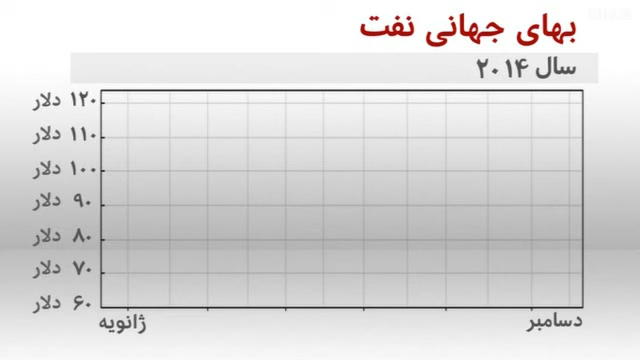 بهای جهانی نفت
سال ۲۰۱۴
۱۲۰ دلار
۱۱۰ دلار
۱۰۰ دلار
۹۰ دلار
۸۰ دلار
۷۰ دلار
۶۰ دلار
ژانویه
دسامبر